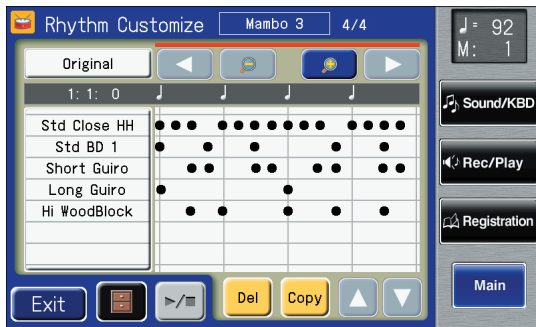 Rhythm Customize Mambo 3 4/4
♩= 92
M: 1
Original
1: 1: 0
Std Close HH
Std BD 1
Short Guiro
Long Guiro
Hi WoodBlock
Sound/KBD
Rec/Play
Registration
Main
Exit
Del
Copy